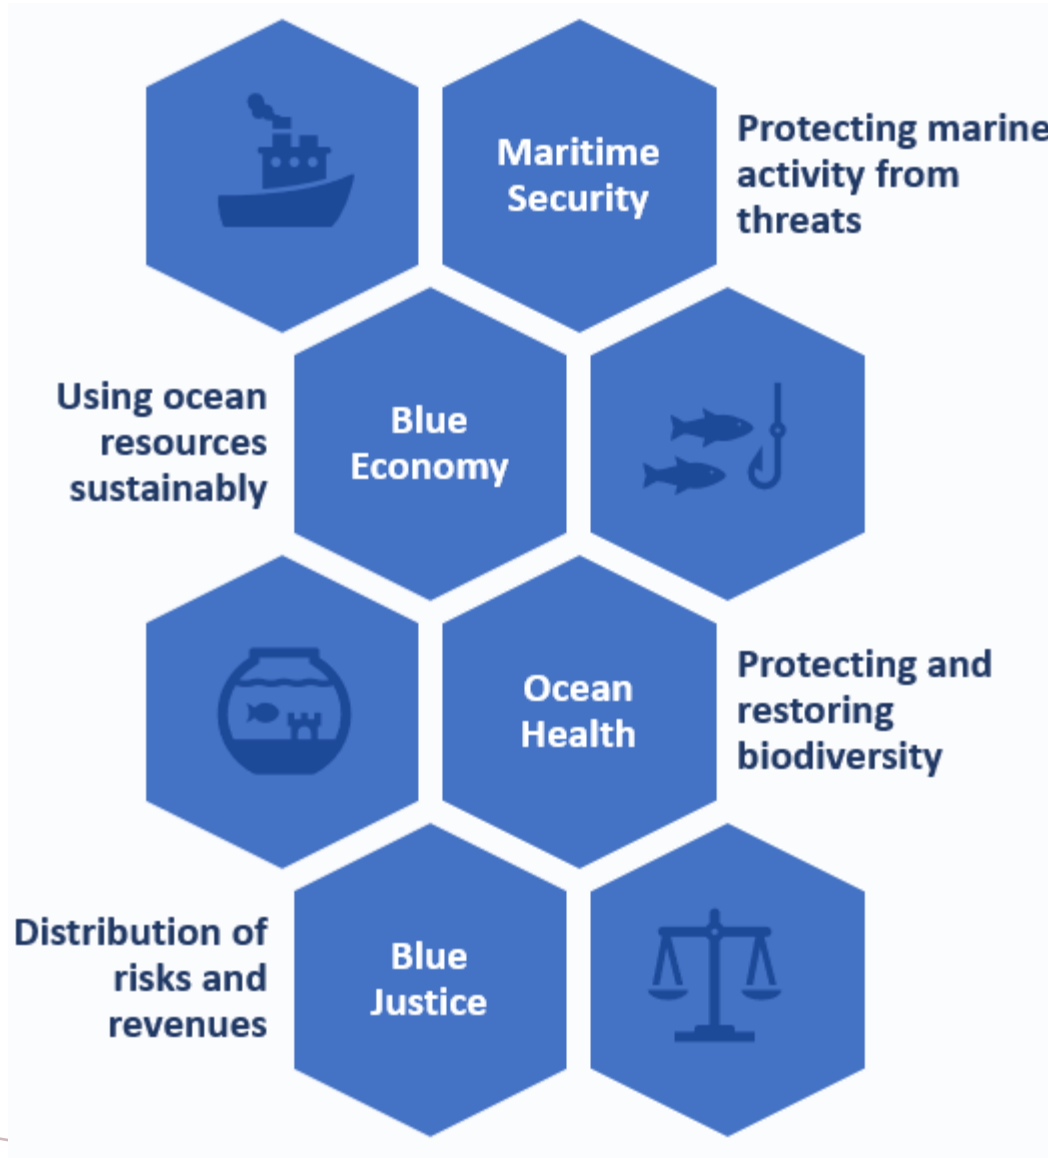 Maritime
Security
Protecting marine
activity from
threats
Using ocean
resources
sustainably
Blue
Economy
Ocean
Health
Protecting and
restoring
biodiversity
Distribution of
risks and
revenues
Blue
Justice